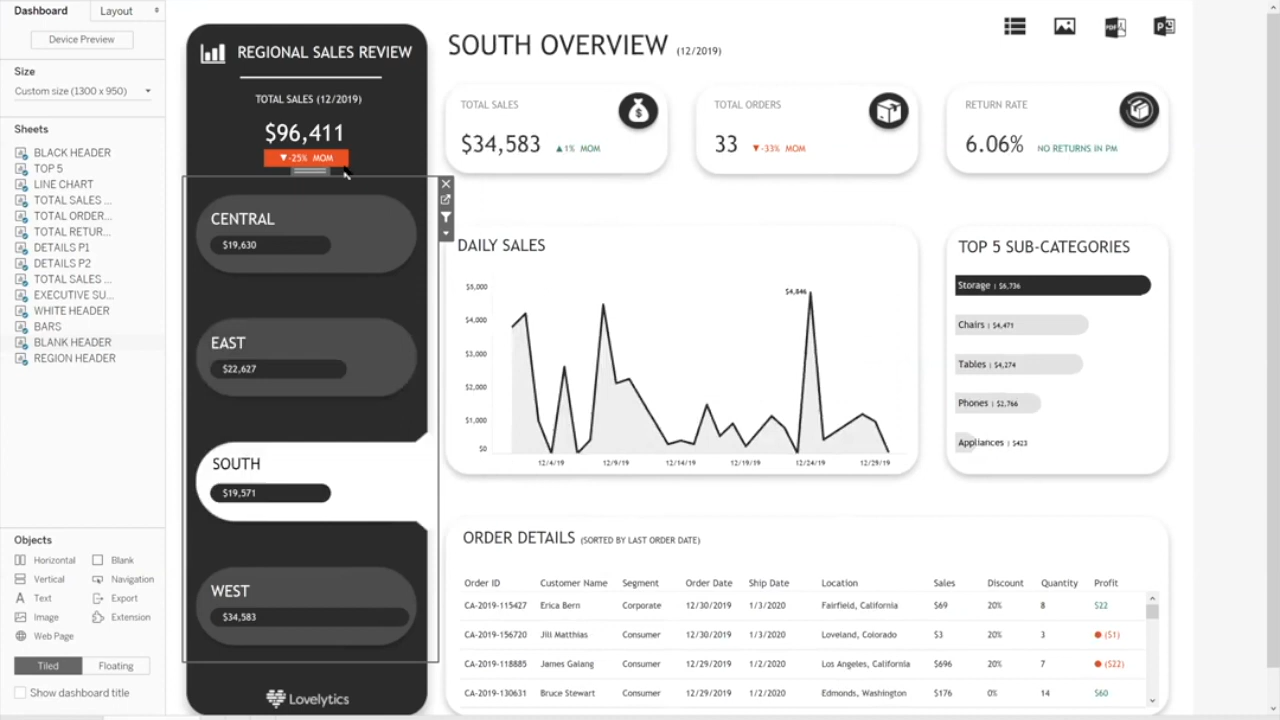 Dashboard
Layout
Device Preview
Size
Custom size (1300 x 950)
Sheets
BLACK HEADER
TOP 5
LINE CHART
TOTAL SALES ...
TOTAL ORDER...
TOTAL RETUR...
DETAILS P1
DETAILS P2
TOTAL SALES ...
EXECUTIVE SU...
WHITE HEADER
BARS
BLANK HEADER
REGION HEADER
Objects
Horizontal Blank
Vertical Navigation
Text Export
Image Extension
Web Page
Tiled Floating
Show dashboard title
REGIONAL SALES REVIEW
TOTAL SALES (12/2019)
$96,411
▼-25% MOM
CENTRAL
$19,630
EAST
$22,627
SOUTH
$19,571
WEST
$34,583
Lovelytics
SOUTH OVERVIEW (12/2019)
TOTAL SALES
$34,583 ▲1% MOM
TOTAL ORDERS
33 ▼-33% MOM
RETURN RATE
6.06% NO RETURNS IN PM
DAILY SALES
$5,000
$4,000
$3,000
$2,000
$1,000
$0
$4,846
12/4/19 12/9/19 12/14/19 12/19/19 12/24/19 12/29/19
TOP 5 SUB-CATEGORIES
Storage | $6,736
Chairs | $4,471
Tables | $4,274
Phones | $2,766
Appliances | $423
ORDER DETAILS (SORTED BY LAST ORDER DATE)
Order ID Customer Name Segment Order Date Ship Date Location Sales Discount Quantity Profit
CA-2019-115427 Erica Bern Corporate 12/30/2019 1/3/2020 Fairfield, California $69 20% 8 $22
CA-2019-156720 Jill Matthias Consumer 12/30/2019 1/3/2020 Loveland, Colorado $3 20% 3 ● ($1)
CA-2019-118885 James Galang Consumer 12/29/2019 1/2/2020 Los Angeles, California $696 20% 7 ● ($22)
CA-2019-130631 Bruce Stewart Consumer 12/29/2019 1/2/2020 Edmonds, Washington $176 0% 14 $60